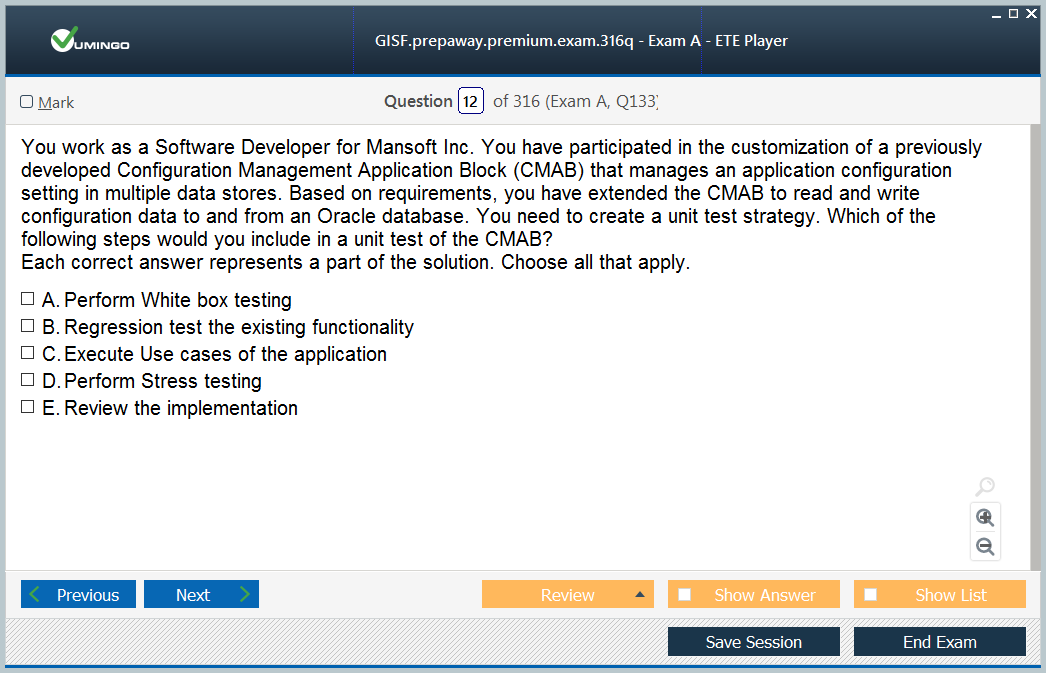 VUMINGO
GISF.prepaway.premium.exam.316q - Exam A - ETE Player
Mark
Question 12 of 316 (Exam A, Q133)
You work as a Software Developer for Mansoft Inc. You have participated in the customization of a previously
developed Configuration Management Application Block (CMAB) that manages an application configuration
setting in multiple data stores. Based on requirements, you have extended the CMAB to read and write
configuration data to and from an Oracle database. You need to create a unit test strategy. Which of the
following steps would you include in a unit test of the CMAB?
Each correct answer represents a part of the solution. Choose all that apply.
A. Perform White box testing
B. Regression test the existing functionality
C. Execute Use cases of the application
D. Perform Stress testing
E. Review the implementation
Previous Next Review Show Answer Show List
Save Session End Exam